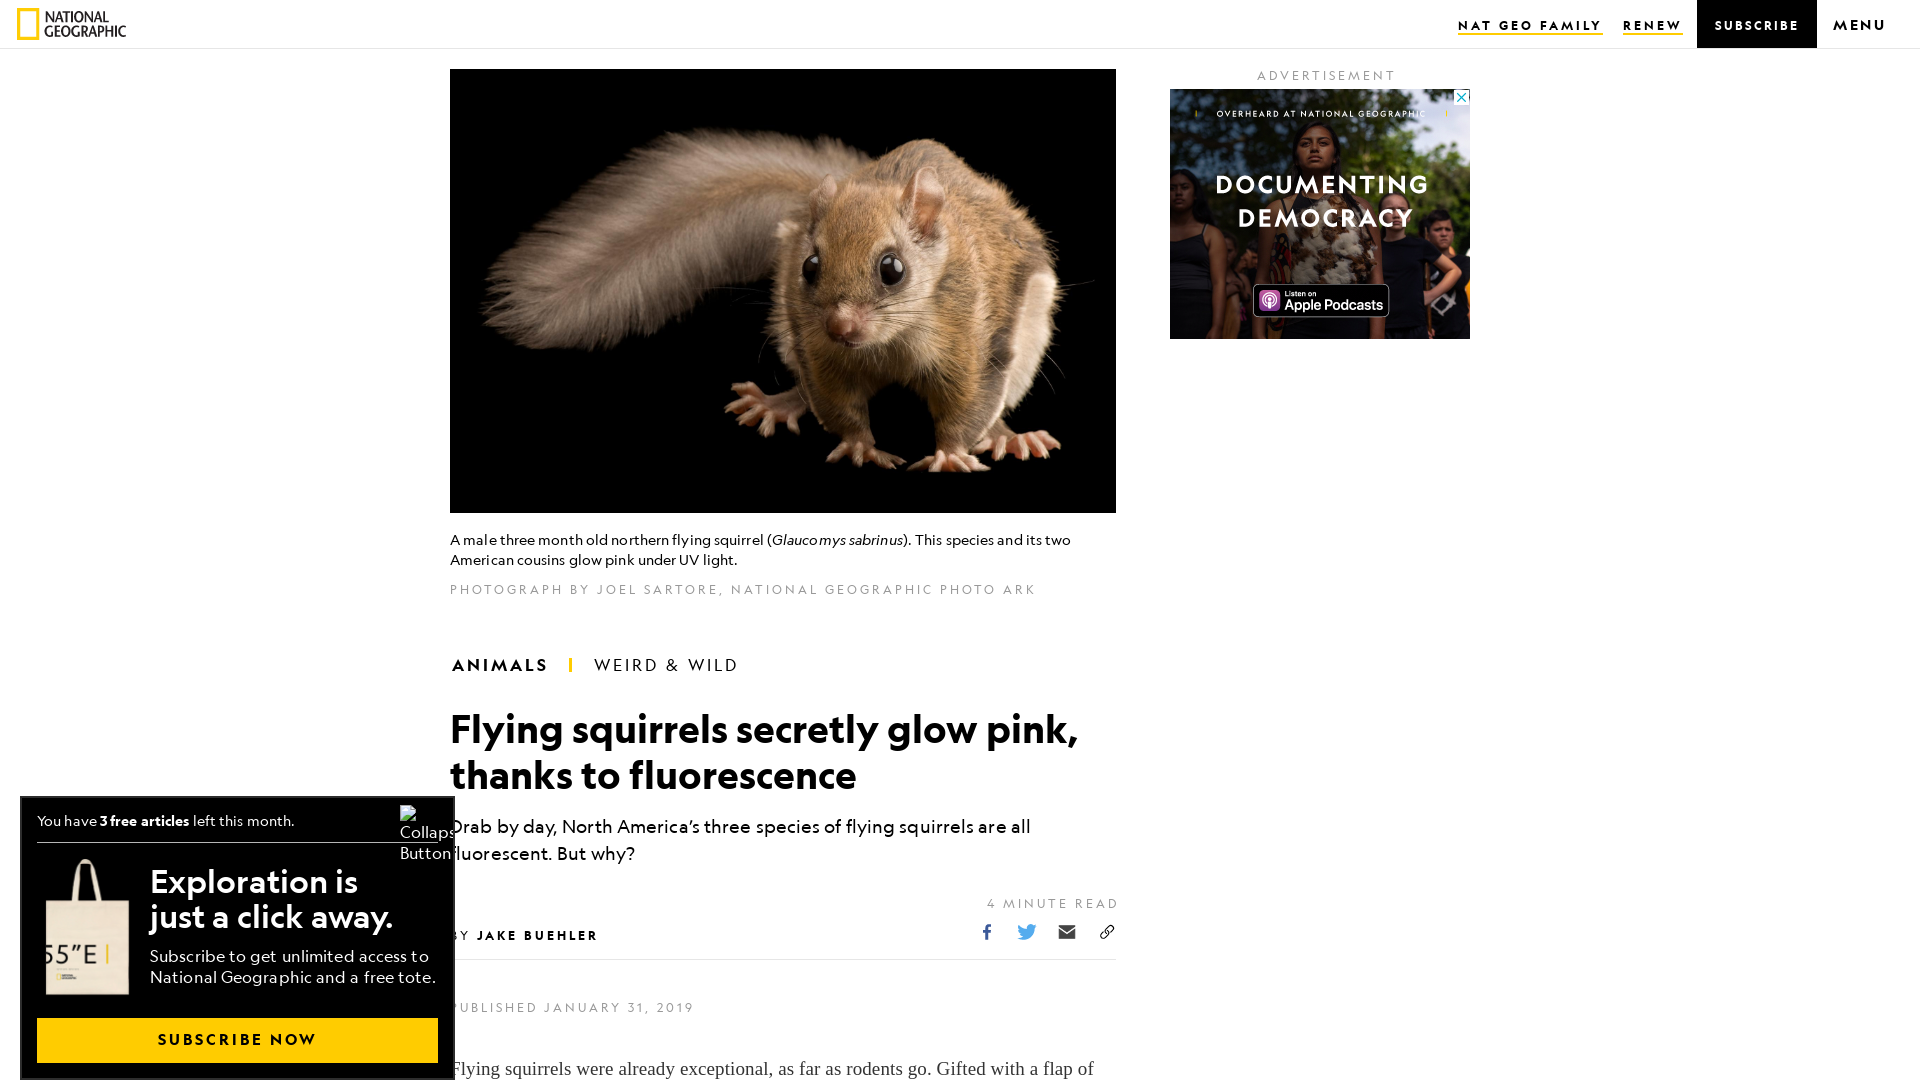 NATIONAL
GEOGRAPHIC
NAT GEO FAMILY
RENEW
SUBSCRIBE
MENU
ADVERTISEMENT
OVERHEARD AT NATIONAL GEOGRAPHIC
DOCUMENTING
DEMOCRACY
Listen on
Apple Podcasts
A male three month old northern flying squirrel (Glaucomys sabrinus). This species and its two
American cousins glow pink under UV light.
PHOTOGRAPH BY JOEL SARTORE, NATIONAL GEOGRAPHIC PHOTO ARK
ANIMALS
WEIRD & WILD
Flying squirrels secretly glow pink,
thanks to fluorescence
Drab by day, North America’s three species of flying squirrels are all
fluorescent. But why?
4 MINUTE READ
BY JAKE BUEHLER
PUBLISHED JANUARY 31, 2019
Flying squirrels were already exceptional, as far as rodents go. Gifted with a flap of
You have 3 free articles left this month.
Collaps
Button
Exploration is
just a click away.
Subscribe to get unlimited access to
National Geographic and a free tote.
55"E
SUBSCRIBE NOW